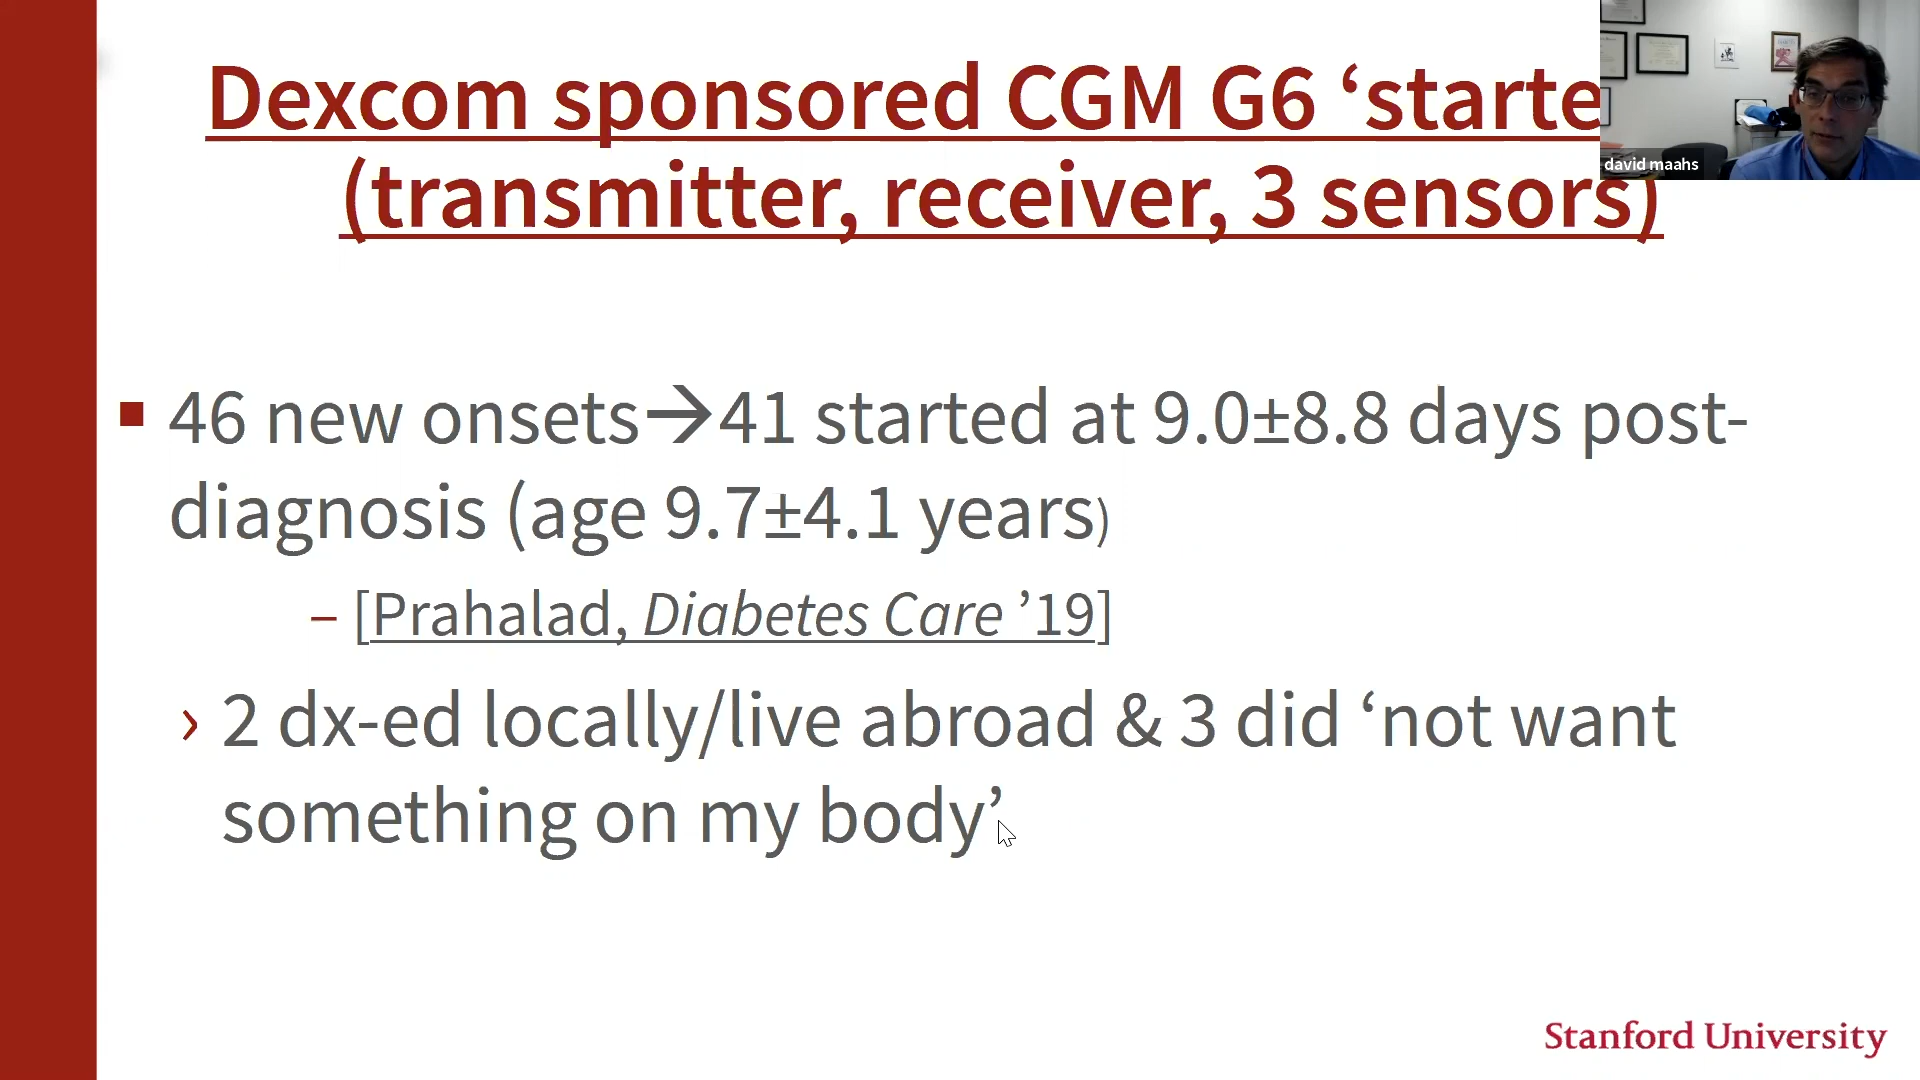 Dexcom sponsored CGM G6 ‘starte
(transmitter, receiver, 3 sensors)
david maahs
▪ 46 new onsets→41 started at 9.0±8.8 days post-
diagnosis (age 9.7±4.1 years)
– [Prahalad, Diabetes Care ’19]
› 2 dx-ed locally/live abroad & 3 did ‘not want
something on my body’
Stanford University